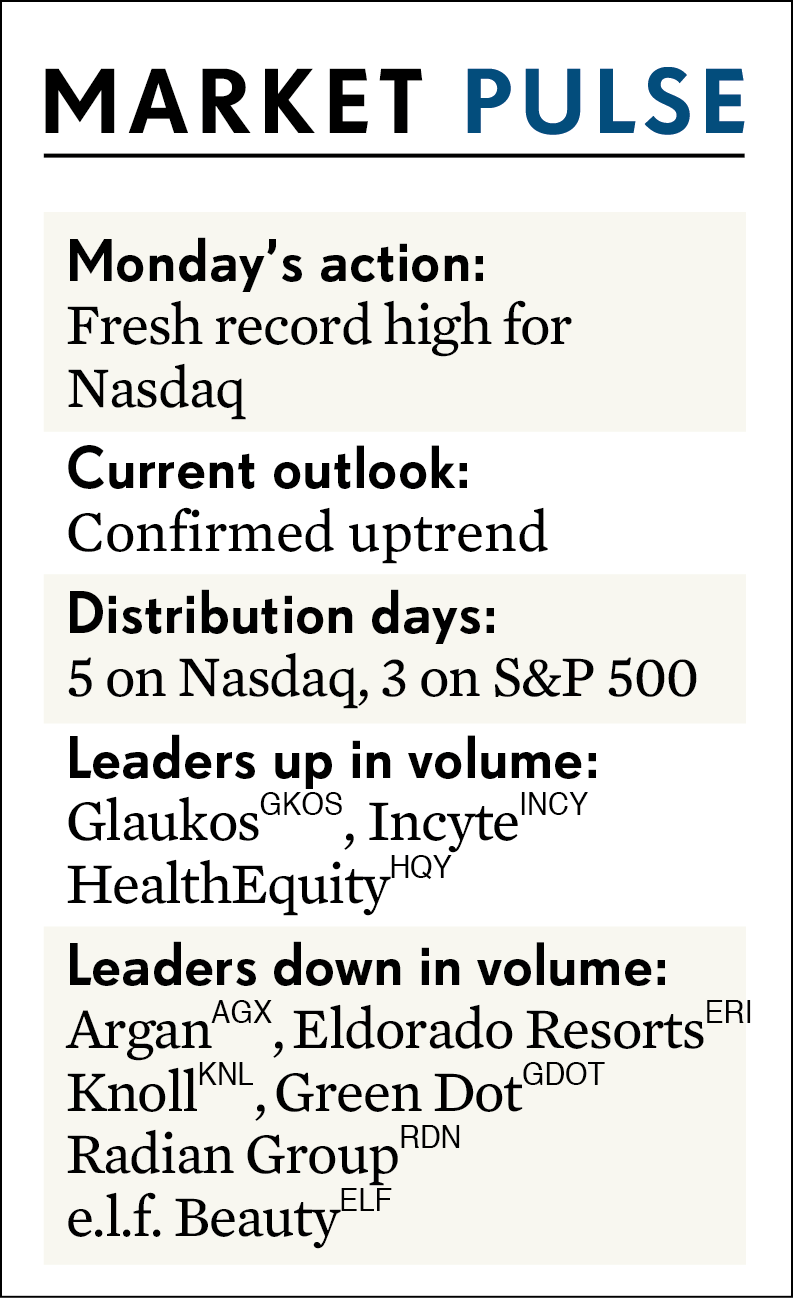 MARKET PULSE
Monday’s action:
Fresh record high for
Nasdaq
Current outlook:
Confirmed uptrend
Distribution days:
5 on Nasdaq, 3 on S&P 500
Leaders up in volume:
Glaukos GKOS, Incyte INCY
HealthEquity HQY
Leaders down in volume:
Argan AGX, Eldorado Resorts ERI
Knoll KNL, Green Dot GDOT
Radian Group RDN
e.l.f. Beauty ELF